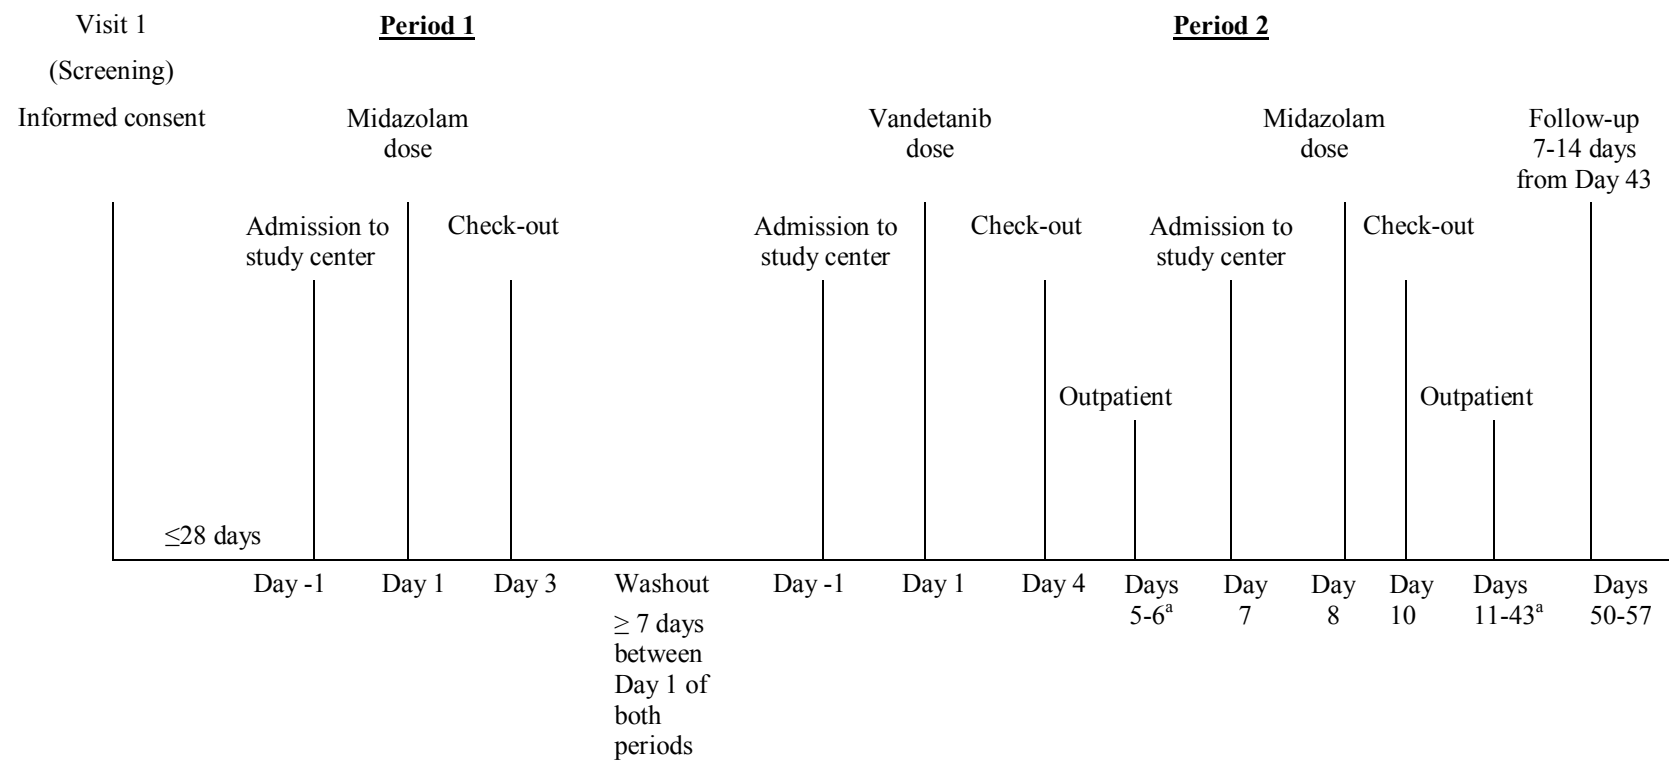 Visit 1
(Screening)
Informed consent
Period 1
Period 2
Midazolam
dose
Vandetanib
dose
Midazolam
dose
Follow-up
7-14 days
from Day 43
Admission to
study center
Check-out
Admission to
study center
Check-out
Admission to
study center
Check-out
Outpatient
Outpatient
≤28 days
Day -1
Day 1
Day 3
Washout
≥ 7 days
between
Day 1 of
both
periods
Day -1
Day 1
Day 4
Days
5-6ᵃ
Day
7
Day
8
Day
10
Days
11-43ᵃ
Days
50-57